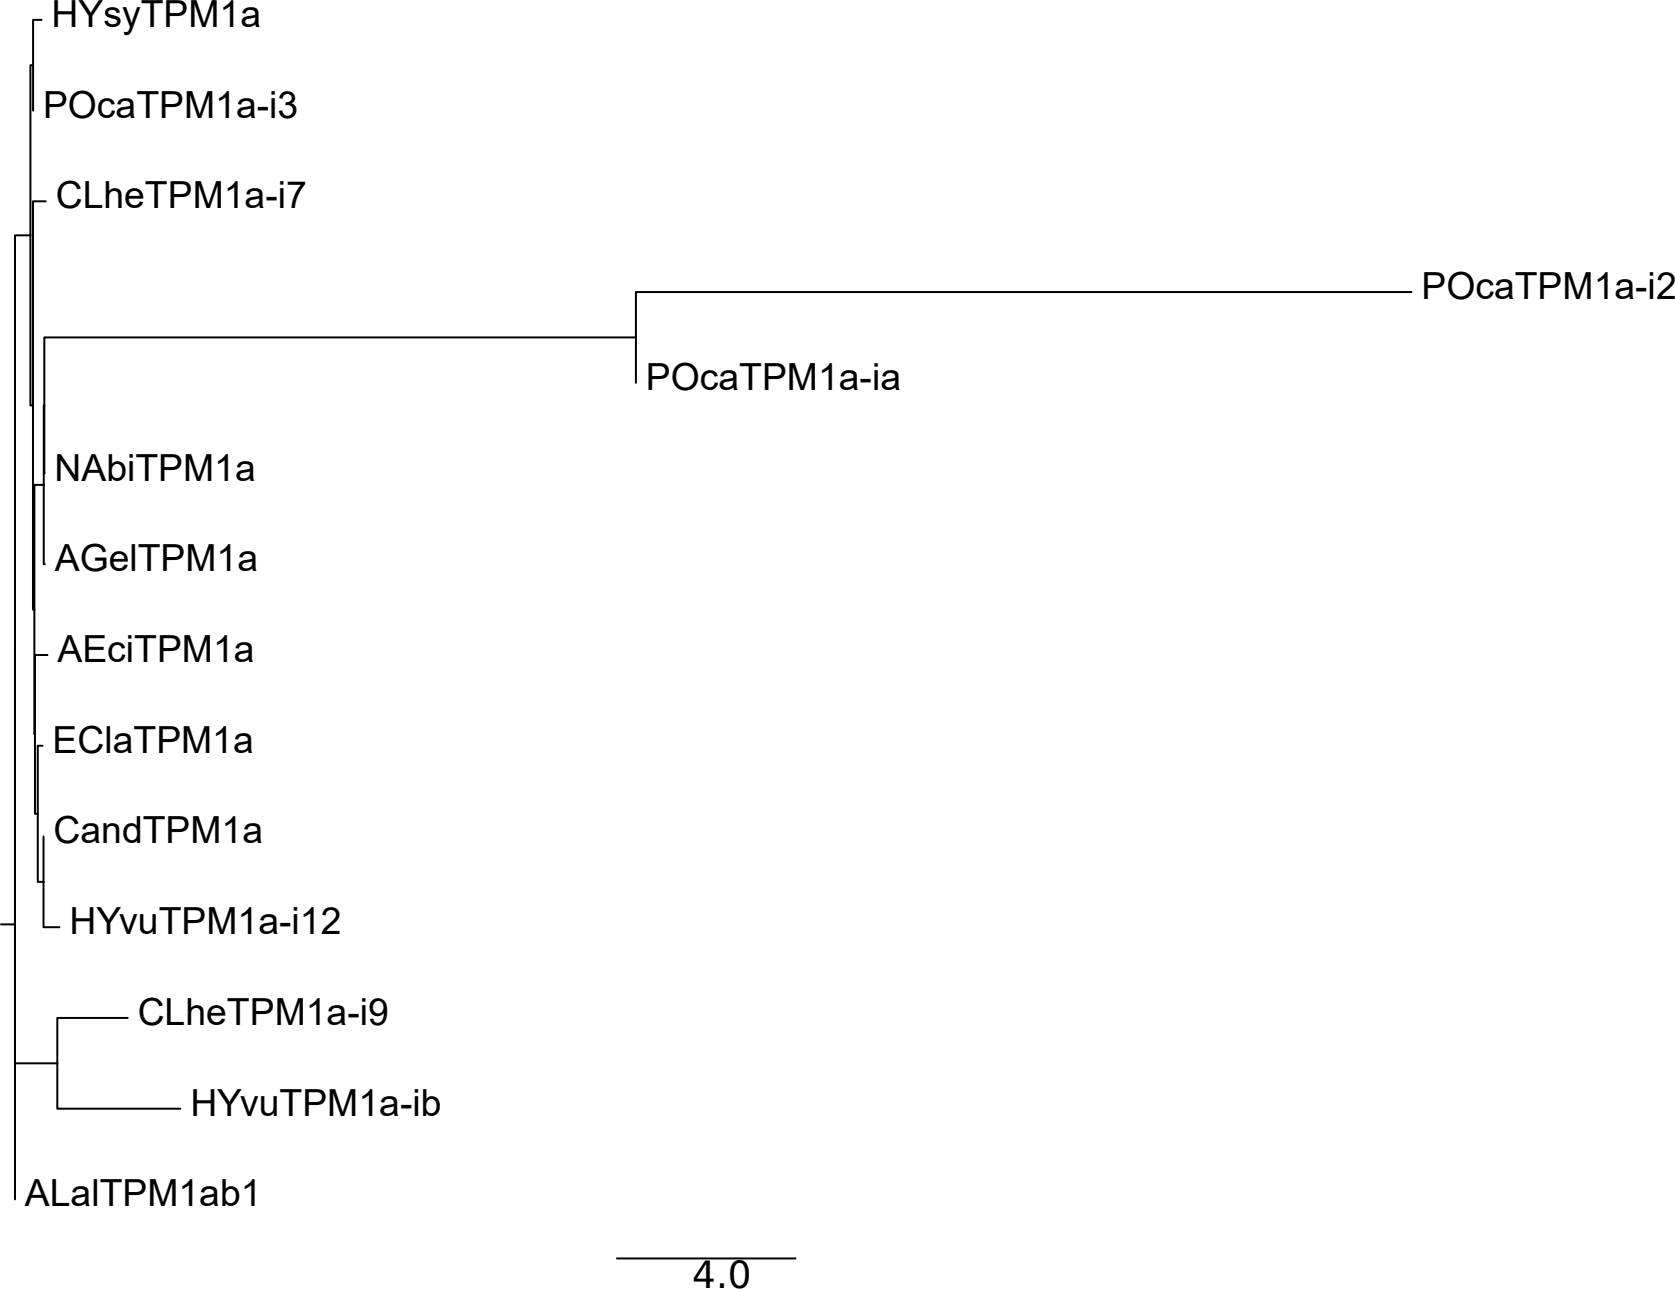 HYsyTPM1a
POcaTPM1a-i3
CLheTPM1a-i7
POcaTPM1a-i2
POcaTPM1a-ia
NAbiTPM1a
AGelTPM1a
AEciTPM1a
EClaTPM1a
CandTPM1a
HYvuTPM1a-i12
CLheTPM1a-i9
HYvuTPM1a-ib
ALalTPM1ab1
4.0